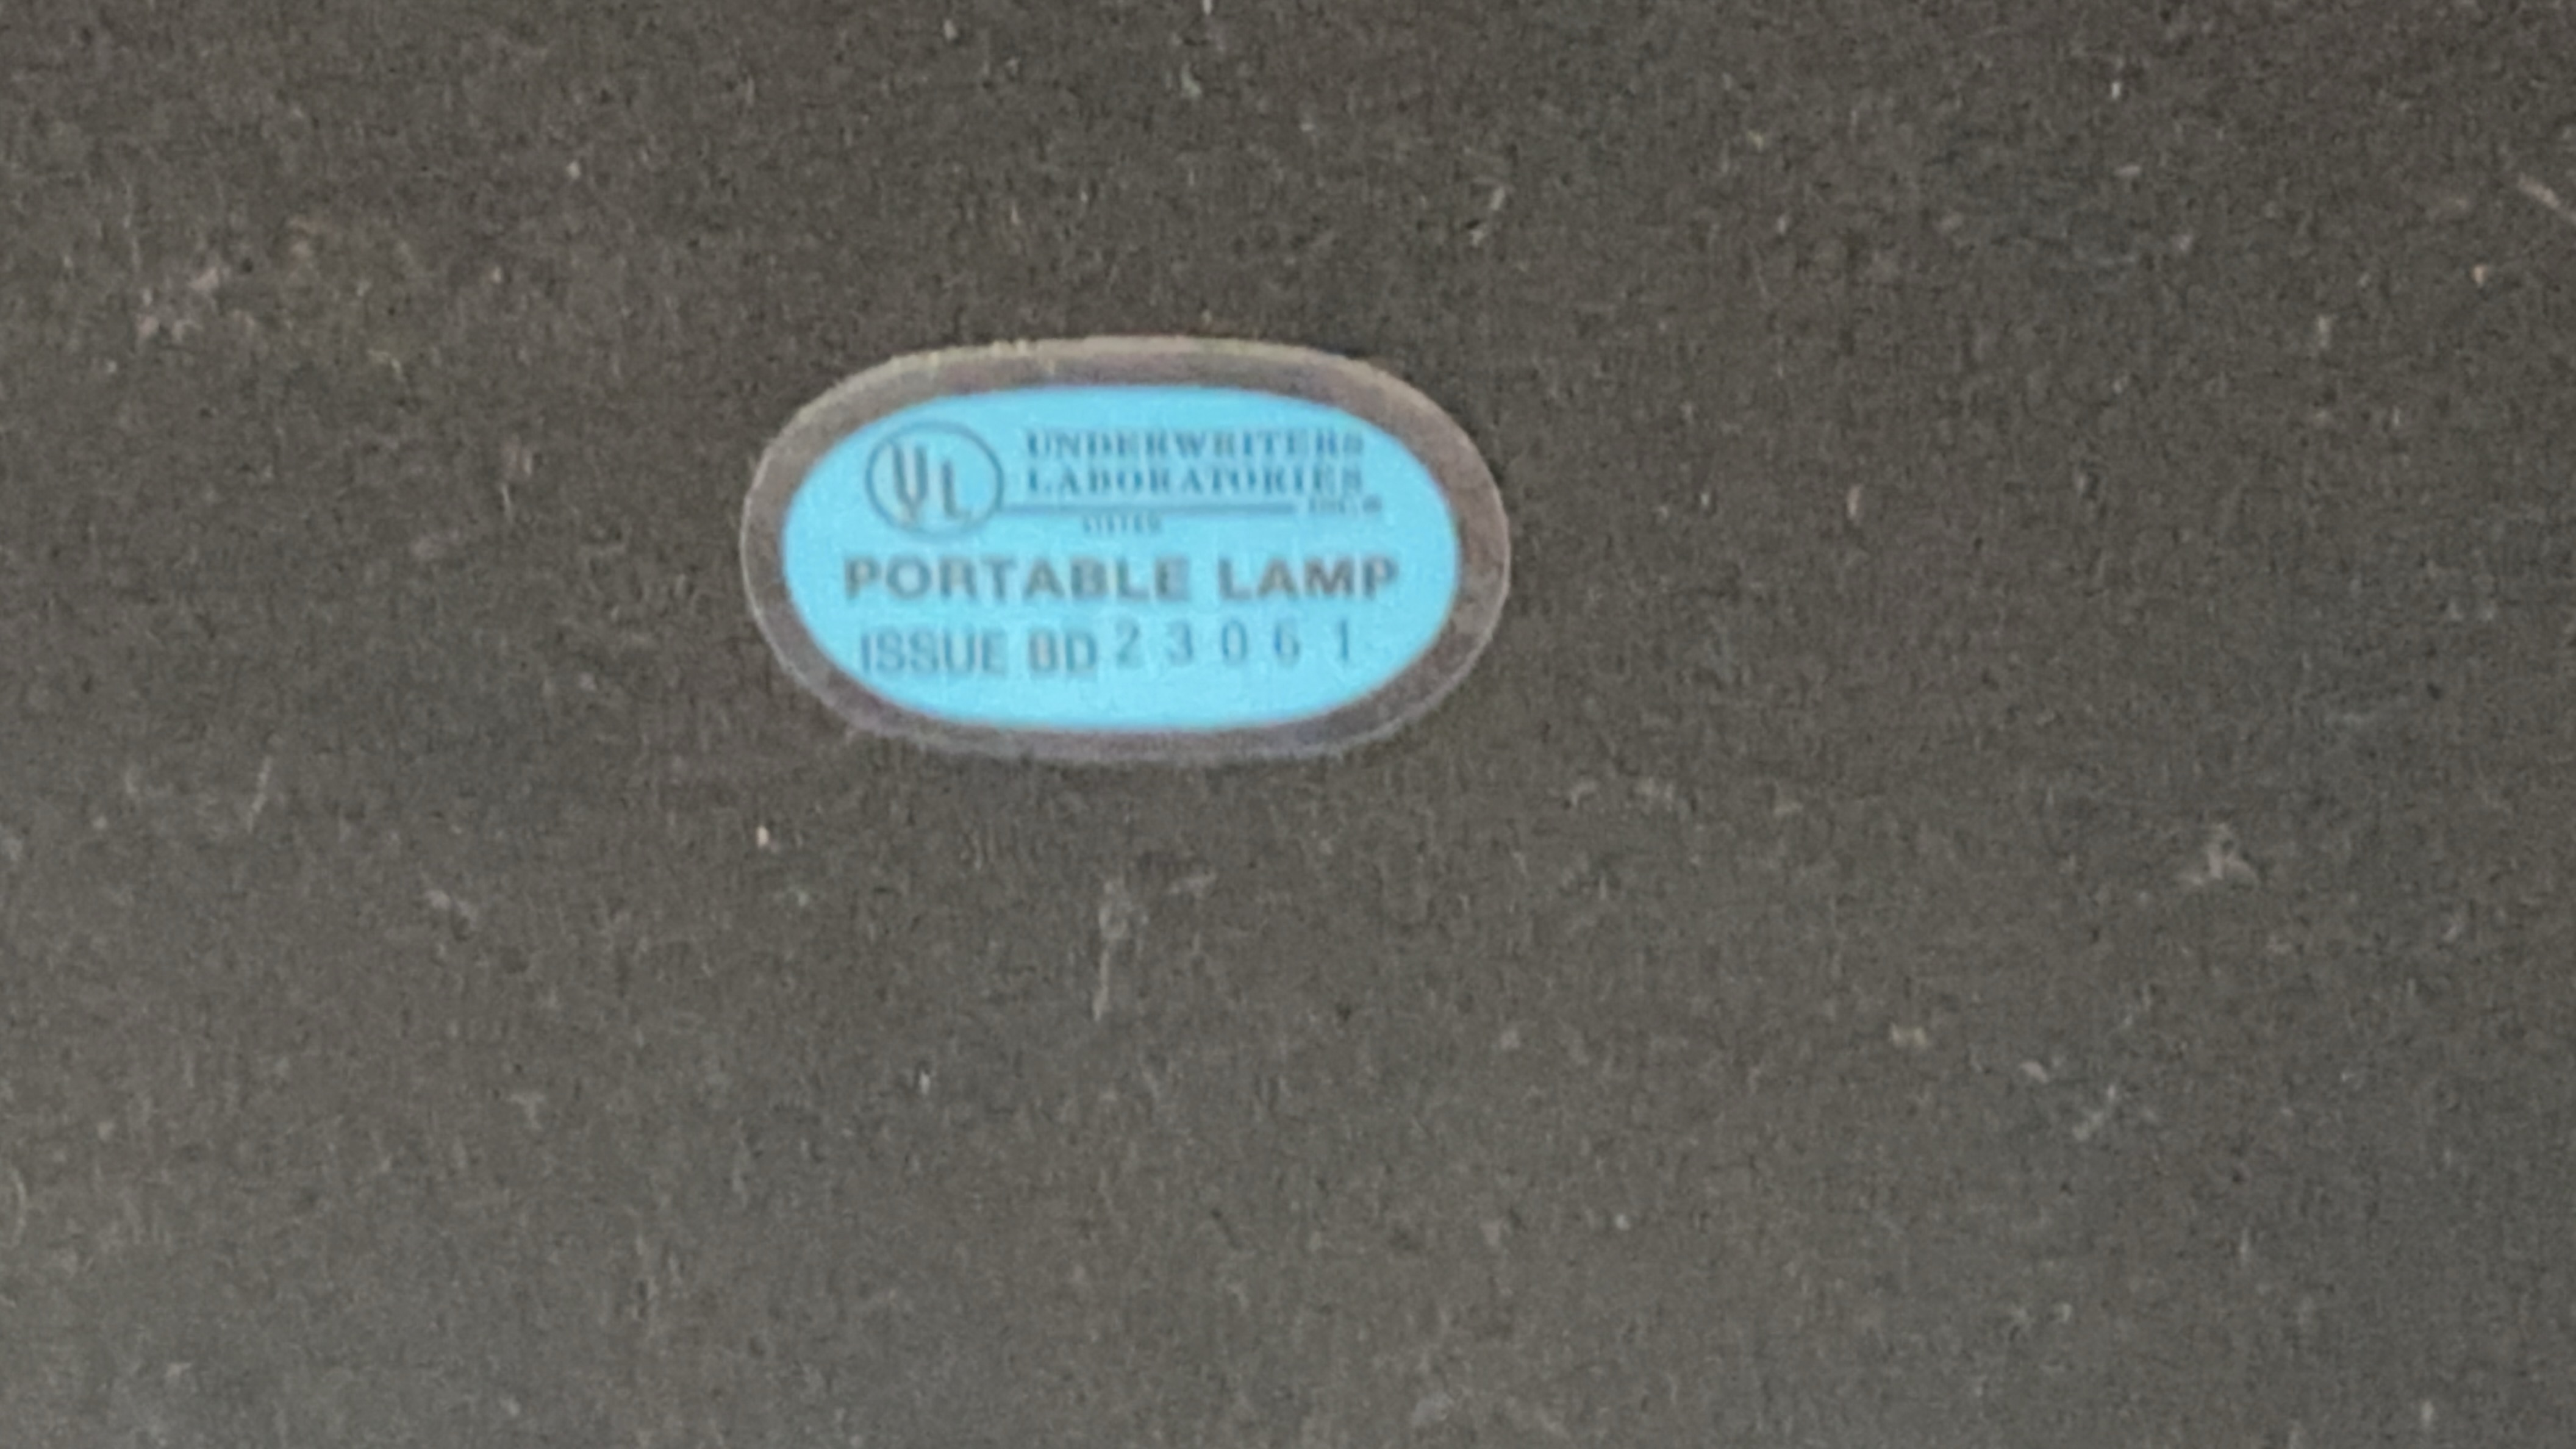 UL UNDERWRITERS
LABORATORIES
INC.®
LISTED
PORTABLE LAMP
ISSUE BD 23061